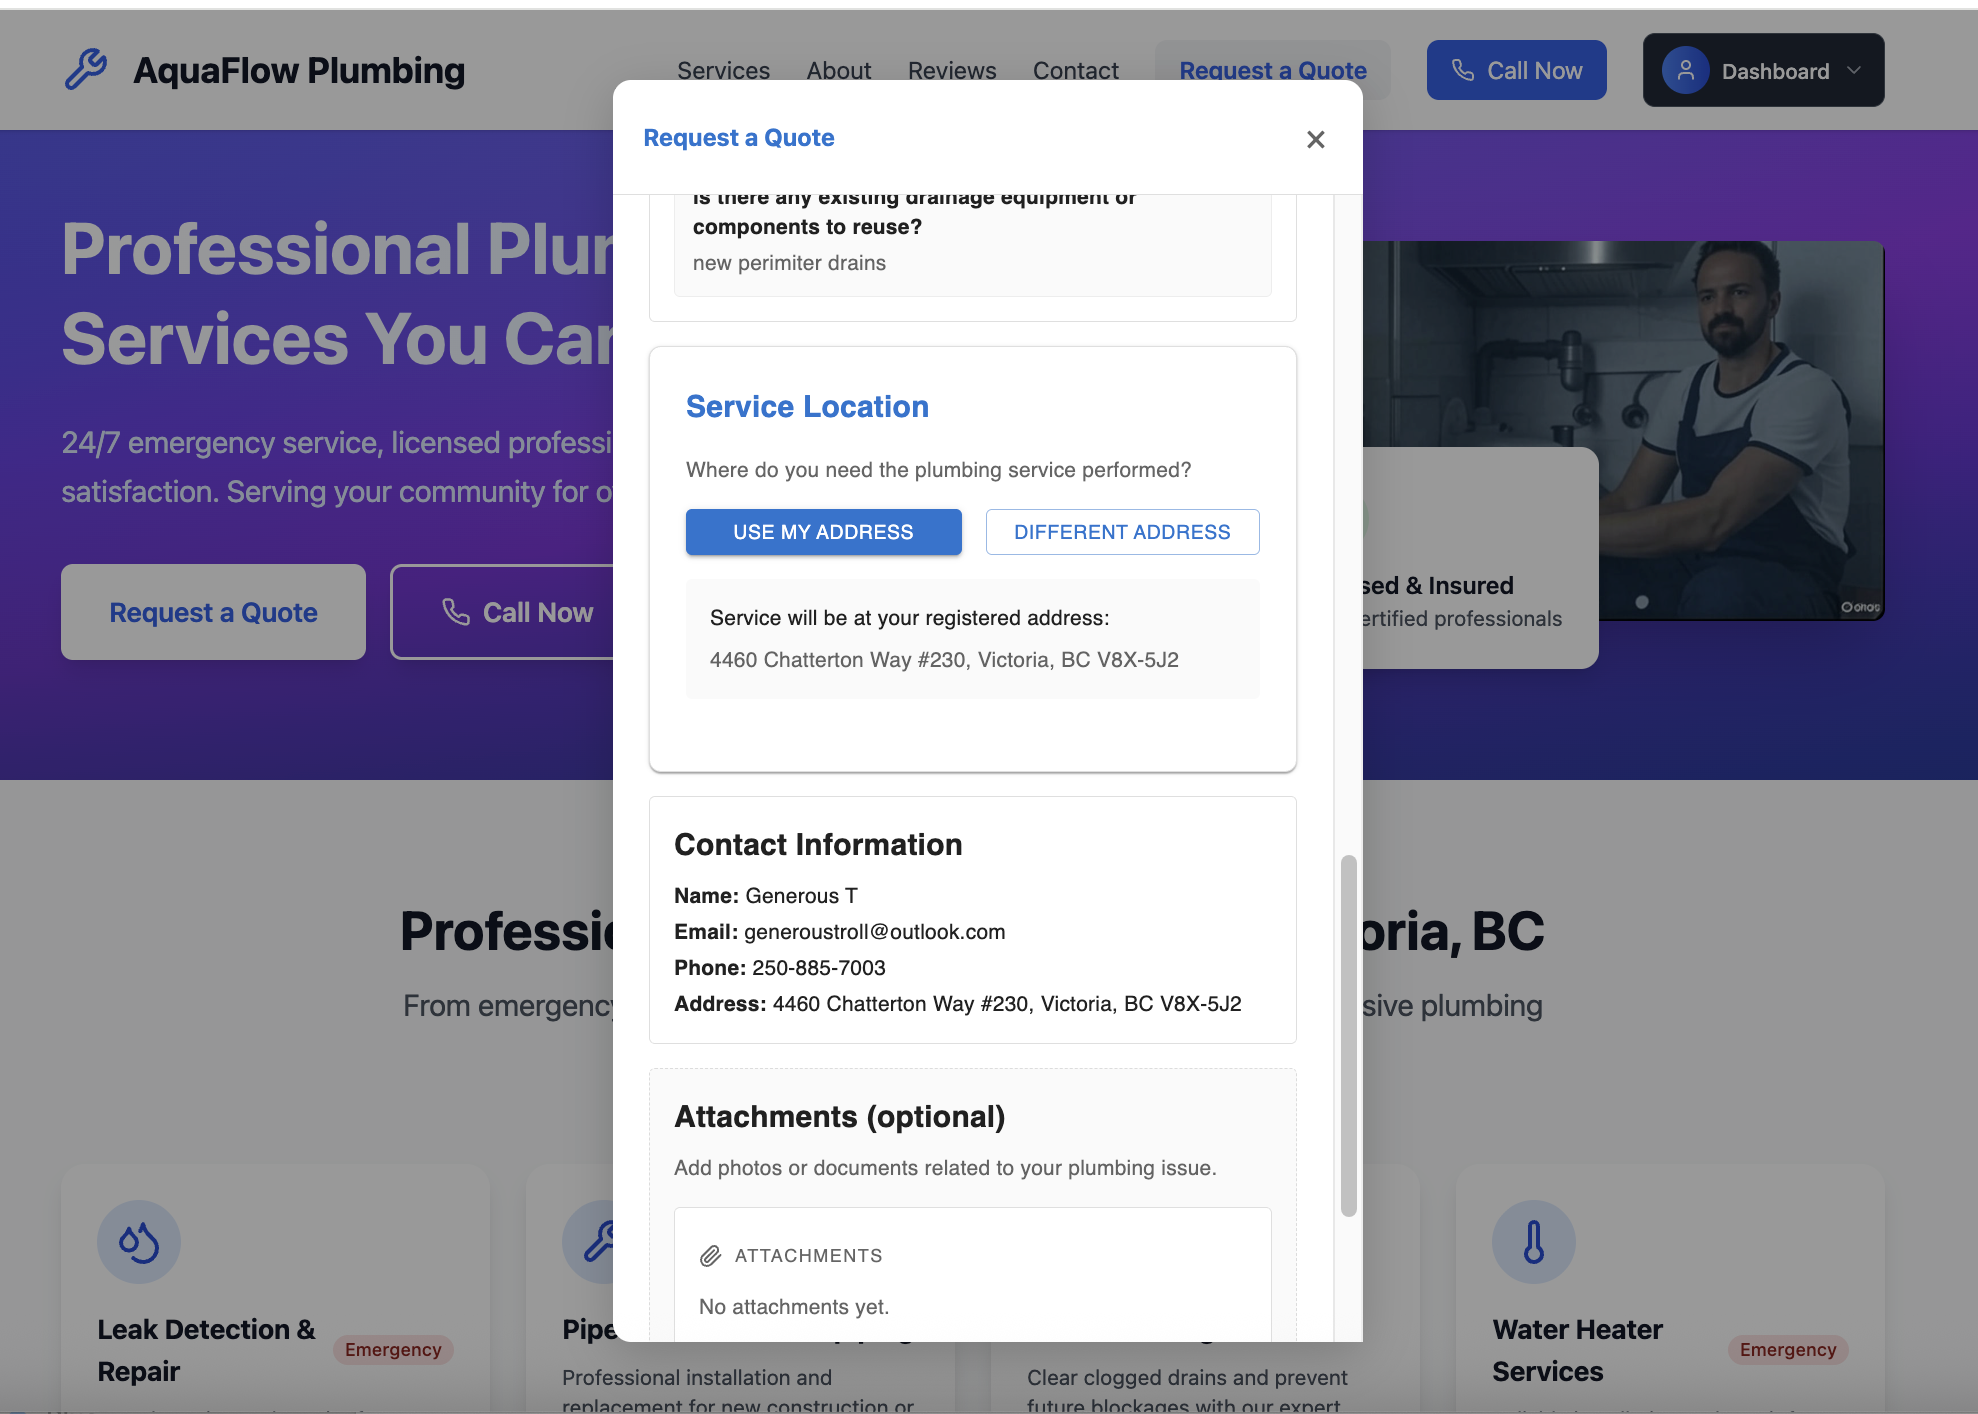 AquaFlow Plumbing
Services
About
Reviews
Contact
Request a Quote
Call Now
Dashboard
Request a Quote
Is there any existing drainage equipment or
components to reuse?
new perimiter drains
Service Location
Where do you need the plumbing service performed?
USE MY ADDRESS
DIFFERENT ADDRESS
Service will be at your registered address:
4460 Chatterton Way #230, Victoria, BC V8X-5J2
Contact Information
Name: Generous T
Email: generoustroll@outlook.com
Phone: 250-885-7003
Address: 4460 Chatterton Way #230, Victoria, BC V8X-5J2
Attachments (optional)
Add photos or documents related to your plumbing issue.
ATTACHMENTS
No attachments yet.
Professional Plum
Services You Can
24/7 emergency service, licensed professi
satisfaction. Serving your community for o
Request a Quote
Call Now
sed & Insured
ertified professionals
Professio
oria, BC
From emergency
sive plumbing
Leak Detection &
Repair
Emergency
Pipe
Professional installation and
replacement for new construction or
Clear clogged drains and prevent
future blockages with our expert
Water Heater
Services
Emergency